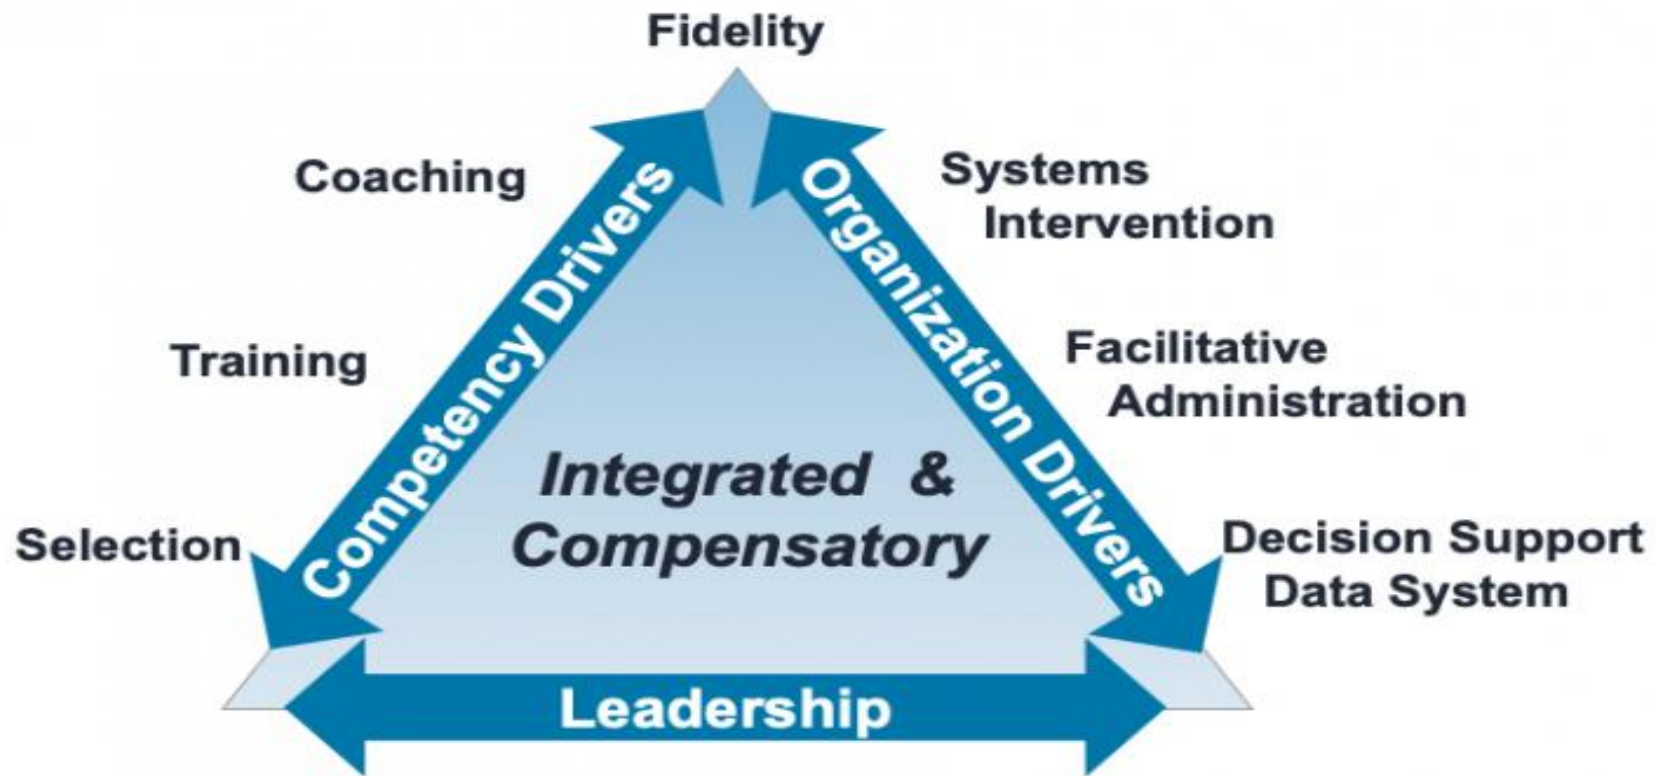 Fidelity
Coaching
Systems
Intervention
Training
Facilitative
Administration
Competency Drivers
Organization Drivers
Integrated &
Compensatory
Selection
Decision Support
Data System
Leadership